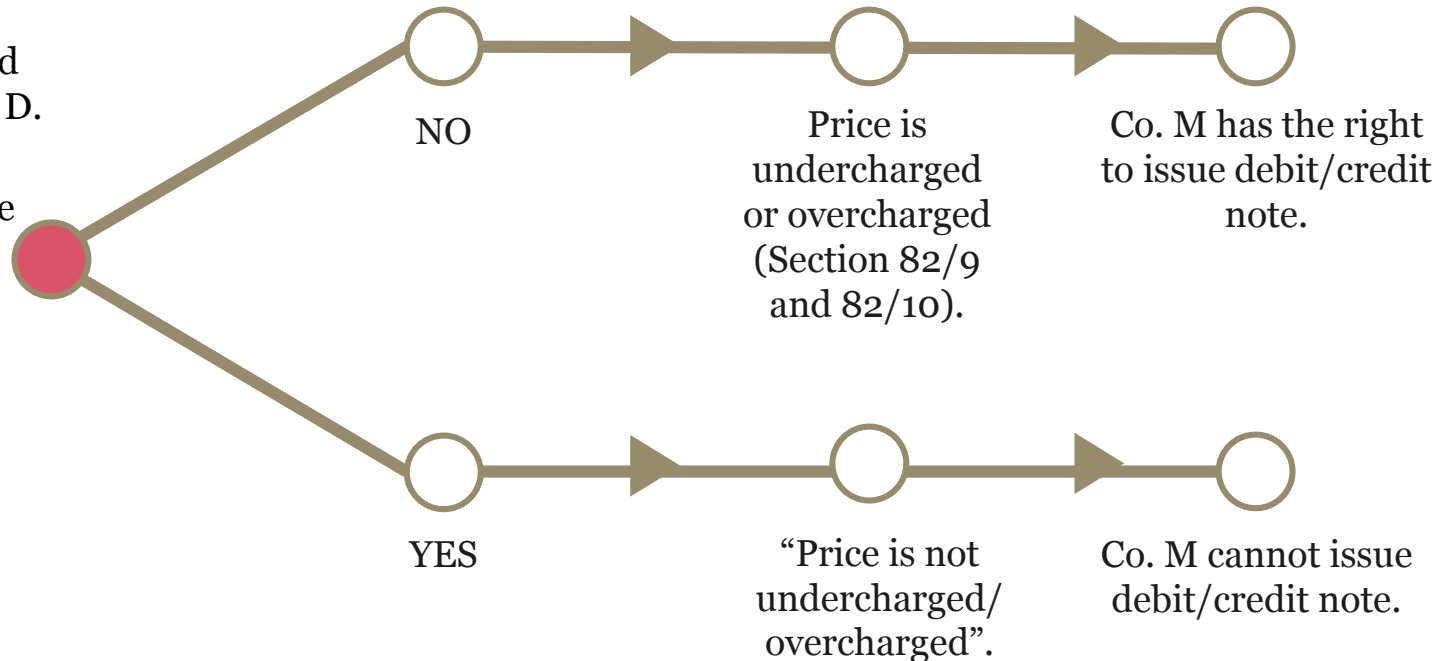 d
D.
e
NO
Price is
undercharged
or overcharged
(Section 82/9
and 82/10).
Co. M has the right
to issue debit/credit
note.
YES
“Price is not
undercharged/
overcharged”.
Co. M cannot issue
debit/credit note.